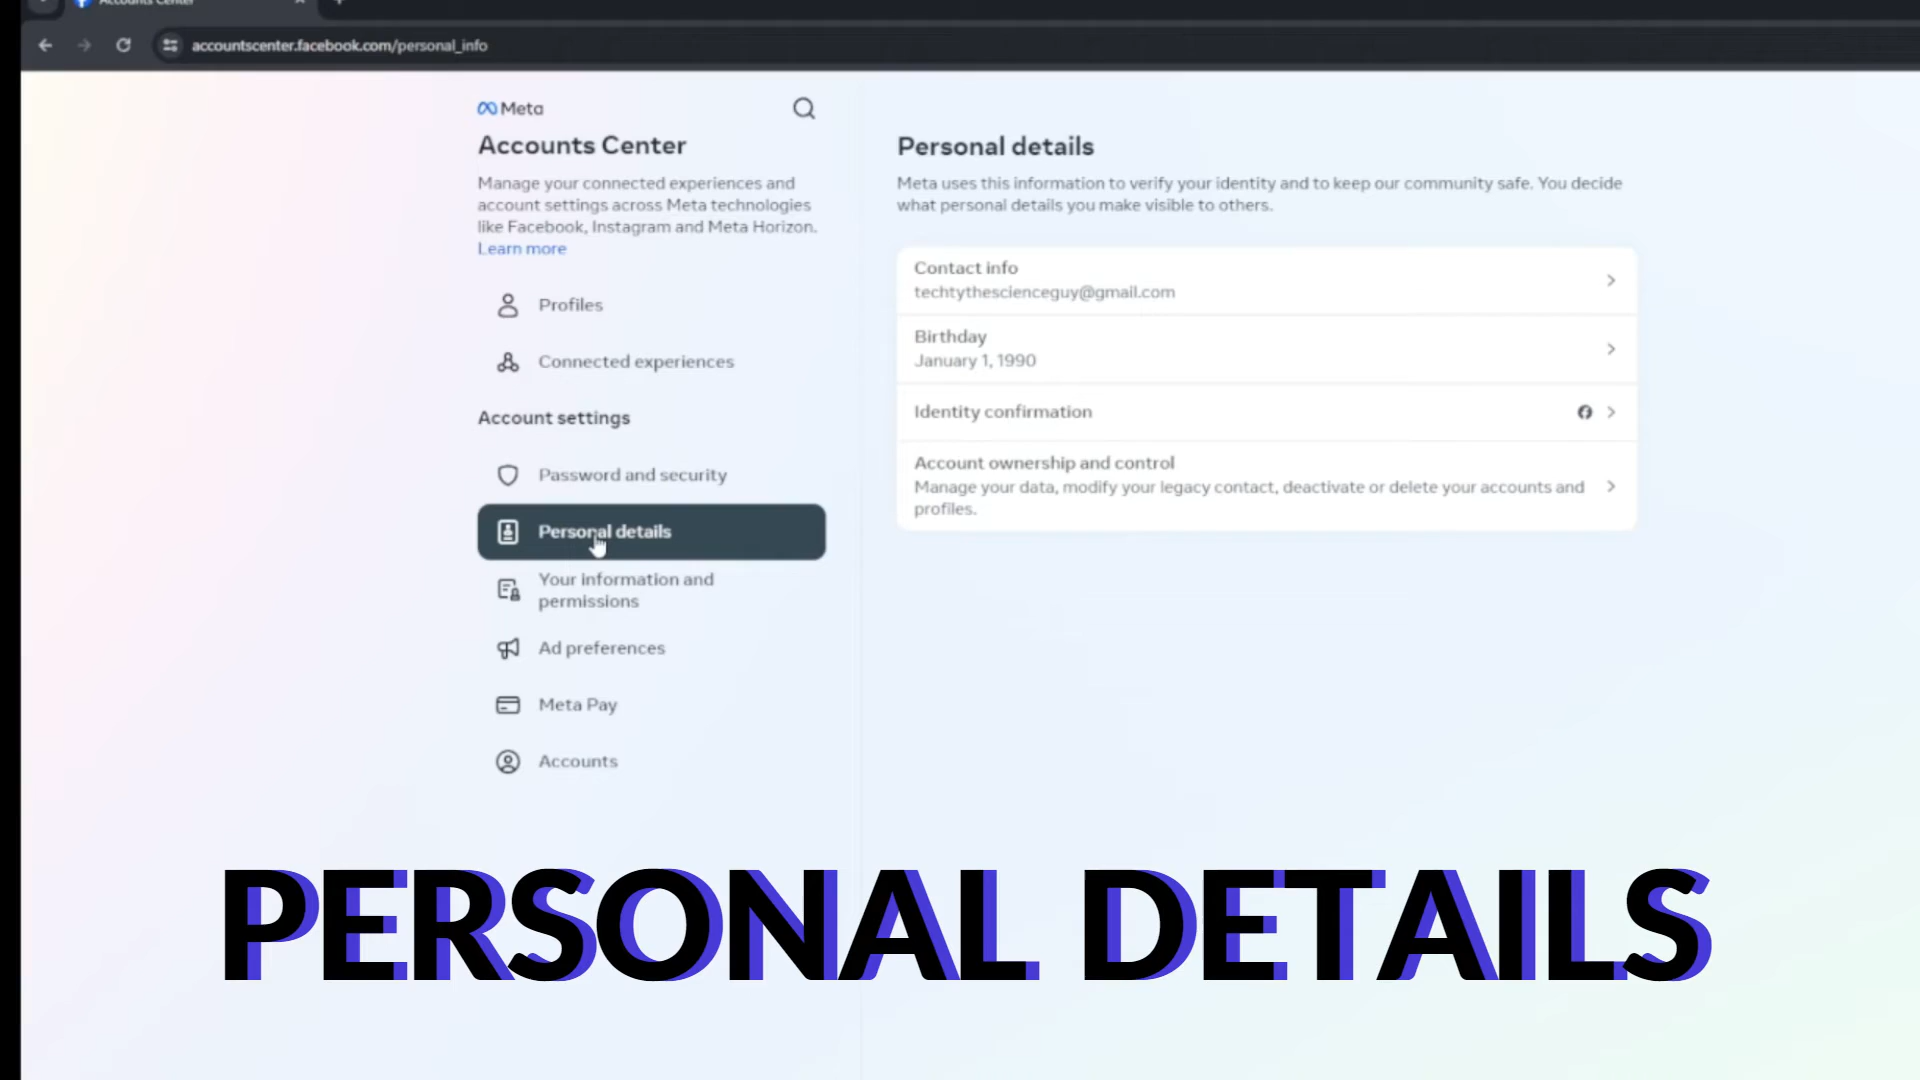 Accounts Center
accountscenter.facebook.com/personal_info
Meta
Accounts Center
Manage your connected experiences and
account settings across Meta technologies
like Facebook, Instagram and Meta Horizon.
Learn more
Profiles
Connected experiences
Account settings
Password and security
Personal details
Your information and
permissions
Ad preferences
Meta Pay
Accounts
Personal details
Meta uses this information to verify your identity and to keep our community safe. You decide
what personal details you make visible to others.
Contact info
techtythescienceguy@gmail.com
Birthday
January 1, 1990
Identity confirmation
Account ownership and control
Manage your data, modify your legacy contact, deactivate or delete your accounts and
profiles.
PERSONAL DETAILS